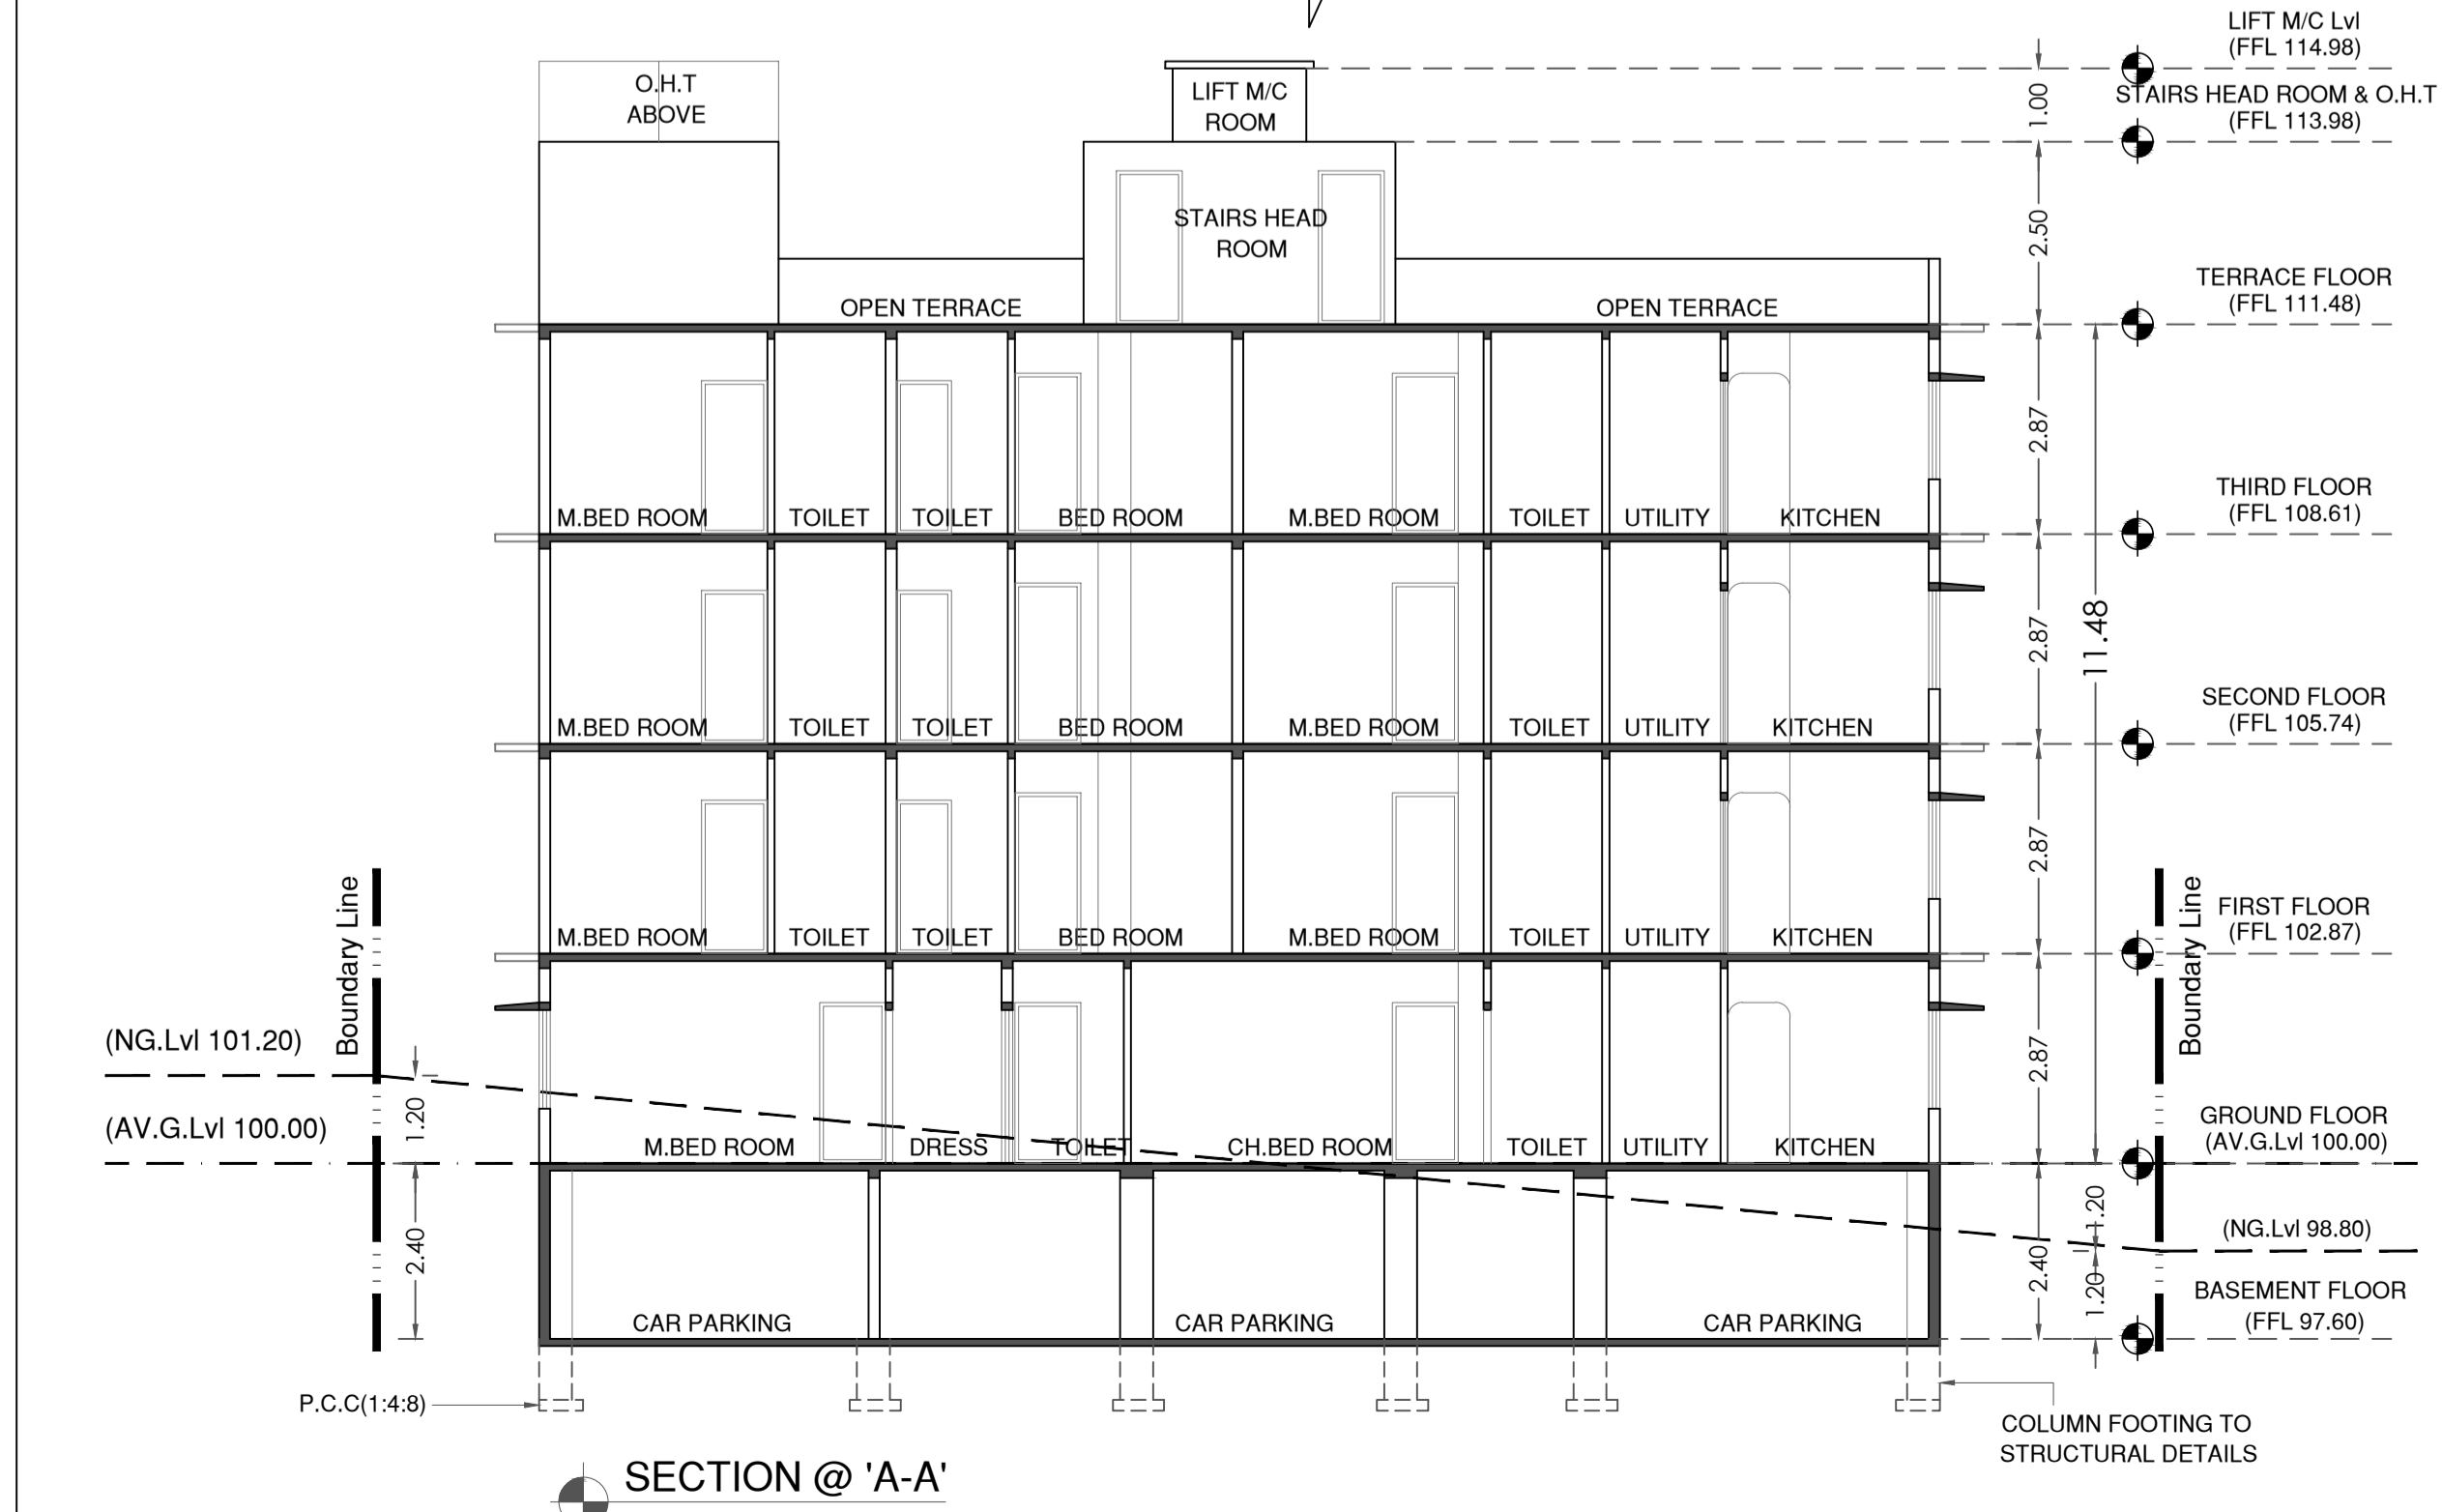 LIFT M/C Lvl
(FFL 114.98)
O.H.T
ABOVE
LIFT M/C
ROOM
1.00
STAIRS HEAD ROOM & O.H.T
(FFL 113.98)
STAIRS HEAD
ROOM
2.50
OPEN TERRACE
OPEN TERRACE
TERRACE FLOOR
(FFL 111.48)
2.87
M.BED ROOM
TOILET
TOILET
BED ROOM
M.BED ROOM
TOILET
UTILITY
KITCHEN
THIRD FLOOR
(FFL 108.61)
2.87
11.48
M.BED ROOM
TOILET
TOILET
BED ROOM
M.BED ROOM
TOILET
UTILITY
KITCHEN
SECOND FLOOR
(FFL 105.74)
2.87
M.BED ROOM
TOILET
TOILET
BED ROOM
M.BED ROOM
TOILET
UTILITY
KITCHEN
FIRST FLOOR
(FFL 102.87)
Boundary Line
Boundary Line
(NG.Lvl 101.20)
2.87
1.20
(AV.G.Lvl 100.00)
M.BED ROOM
DRESS
TOILET
CH.BED ROOM
TOILET
UTILITY
KITCHEN
GROUND FLOOR
(AV.G.Lvl 100.00)
2.40
2.40
1.20
(NG.Lvl 98.80)
1.20
BASEMENT FLOOR
(FFL 97.60)
CAR PARKING
CAR PARKING
CAR PARKING
P.C.C(1:4:8)
COLUMN FOOTING TO
STRUCTURAL DETAILS
SECTION @ 'A-A'